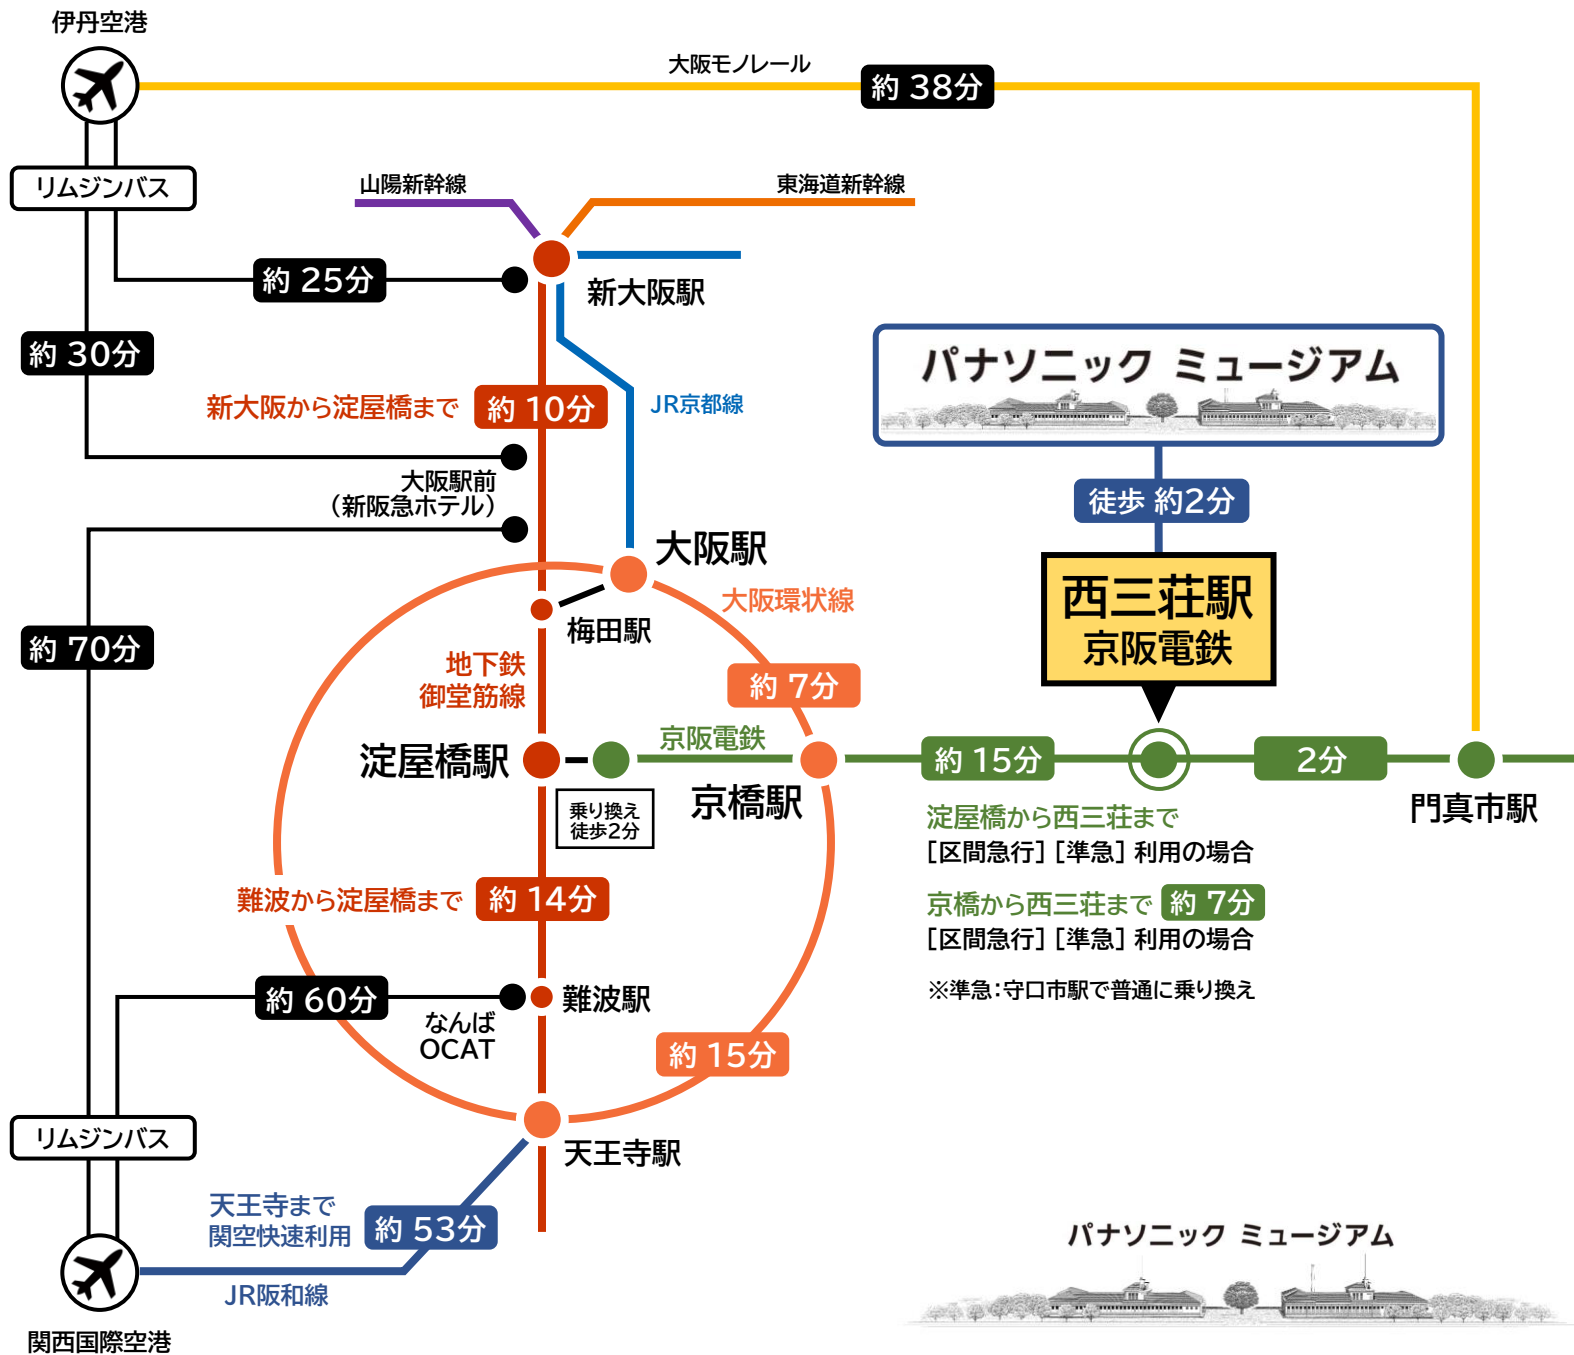 伊丹空港
大阪モノレール
約 38分
リムジンバス
山陽新幹線
東海道新幹線
約 25分
新大阪駅
約 30分
パナソニック ミュージアム
新大阪から淀屋橋まで
約 10分
JR京都線
大阪駅前
（新阪急ホテル）
徒歩 約2分
大阪駅
西三荘駅
京阪電鉄
大阪環状線
梅田駅
約 70分
地下鉄
御堂筋線
約 7分
京阪電鉄
淀屋橋駅
乗り換え
徒歩2分
京橋駅
約 15分
2分
門真市駅
淀屋橋から西三荘まで
［区間急行］［準急］利用の場合
難波から淀屋橋まで
約 14分
京橋から西三荘まで 約 7分
［区間急行］［準急］利用の場合
※準急：守口市駅で普通に乗り換え
約 60分
難波駅
なんば
OCAT
約 15分
リムジンバス
天王寺駅
天王寺まで
関空快速利用
約 53分
JR阪和線
関西国際空港
パナソニック ミュージアム